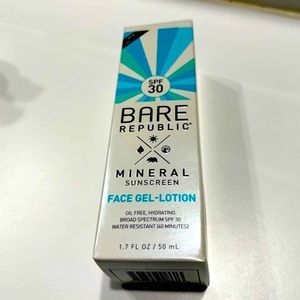 SPF
30
BARE
REPUBLIC®
MINERAL
SUNSCREEN
FACE GEL-LOTION
OIL FREE, HYDRATING
BROAD SPECTRUM SPF 30
WATER RESISTANT (40 MINUTES)
1.7 FL OZ / 50 mL